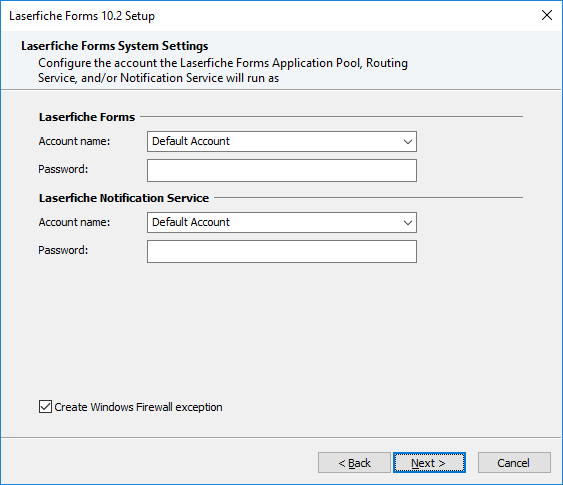 Laserfiche Forms 10.2 Setup
Laserfiche Forms System Settings
Configure the account the Laserfiche Forms Application Pool, Routing
Service, and/or Notification Service will run as
Laserfiche Forms
Account name: Default Account
Password:
Laserfiche Notification Service
Account name: Default Account
Password:
Create Windows Firewall exception
< Back Next > Cancel